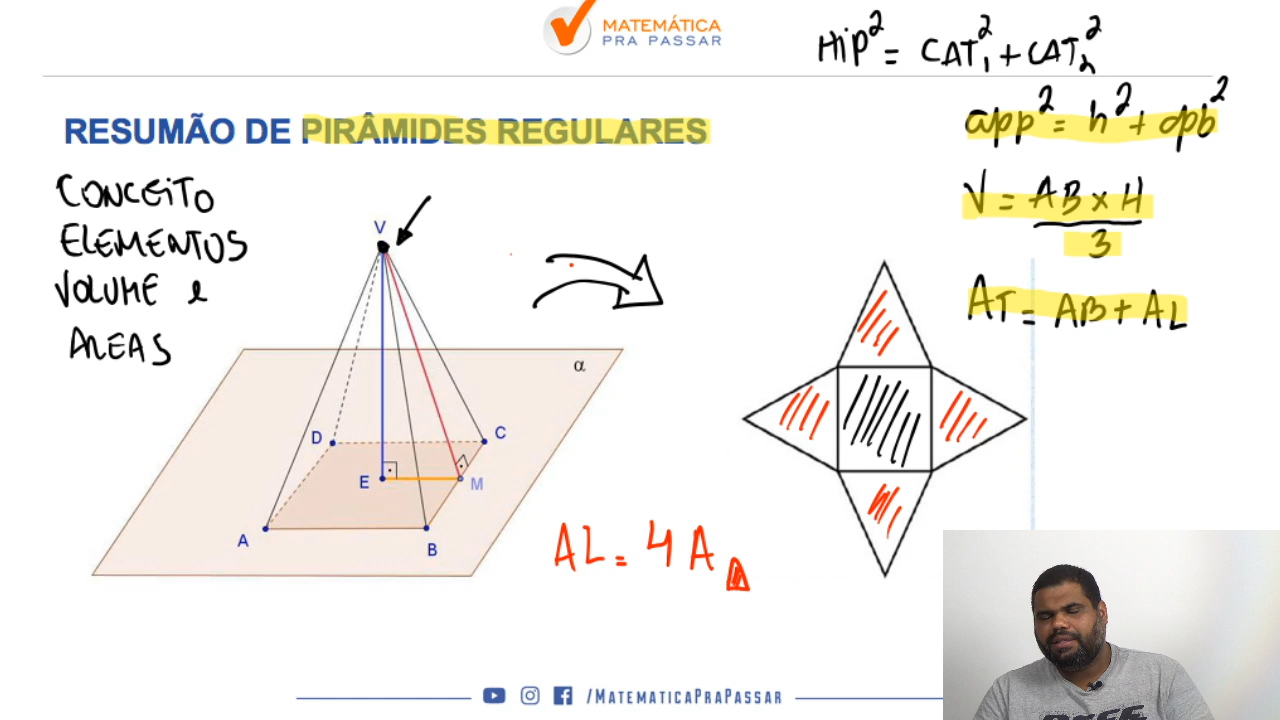 MATEMÁTICA
PRA PASSAR
HiP² = CAT₁² + CAT₂²
RESUMÃO DE PIRÂMIDES REGULARES
app² = h² + apb²
CONCEiTO
ELEMENTOS
VOLUME e
AREAS
V = AB x H
3
AT = AB + AL
V
α
D
C
E
M
A
B
AL = 4 A
/MATEMATICAPRAPASSAR